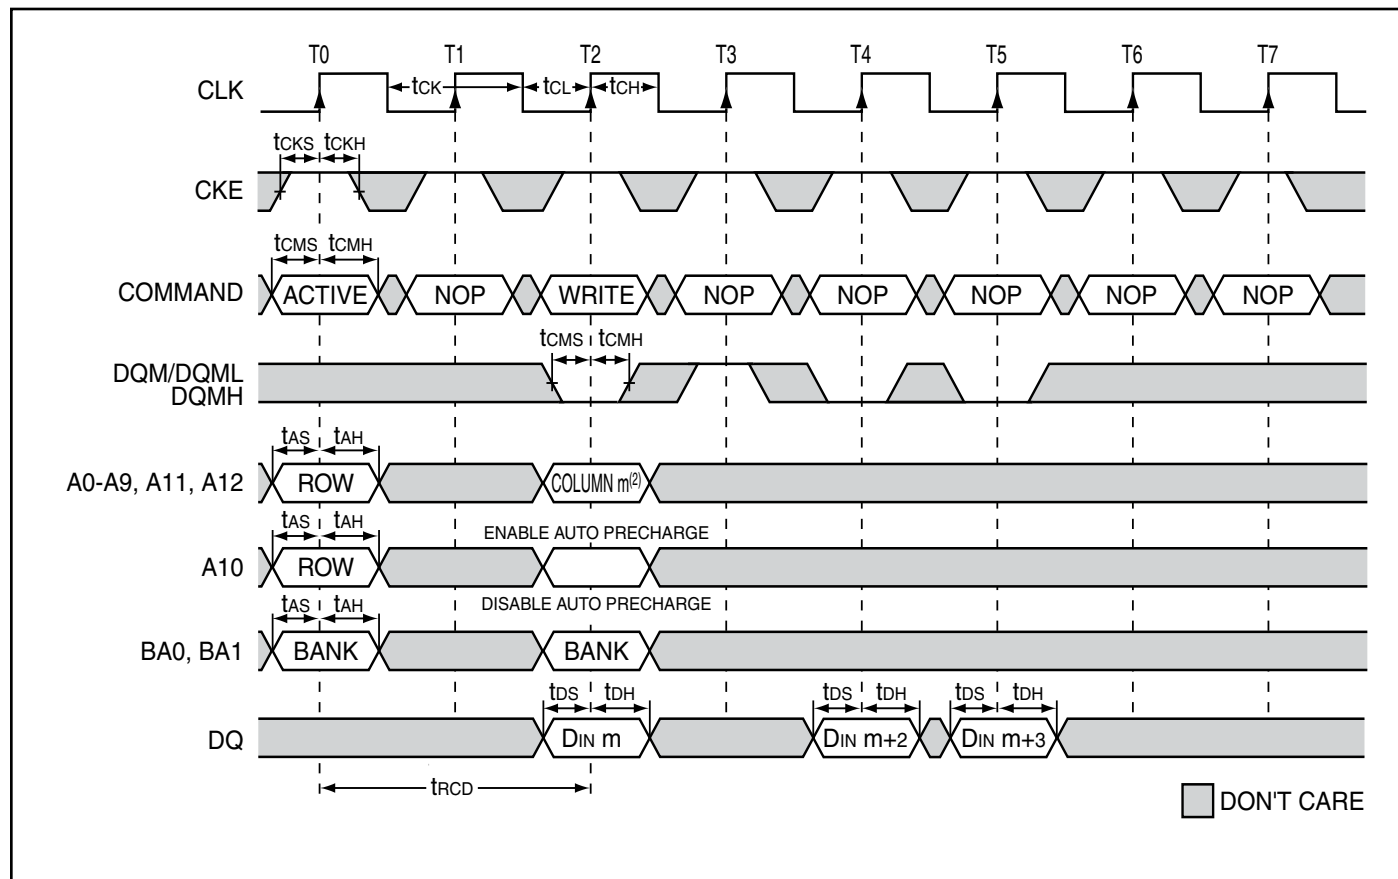 T0 T1 T2 T3 T4 T5 T6 T7
CLK
tCK tCL tCH
tCKS tCKH
CKE
tCMS tCMH
COMMAND ACTIVE NOP WRITE NOP NOP NOP NOP NOP
tCMS tCMH
DQM/DQML
DQMH
tAS tAH
A0-A9, A11, A12 ROW COLUMN m(2)
tAS tAH ENABLE AUTO PRECHARGE
A10 ROW
tAS tAH DISABLE AUTO PRECHARGE
BA0, BA1 BANK BANK
tDS tDH tDS tDH tDS tDH
DQ DIN m DIN m+2 DIN m+3
tRCD
DON'T CARE